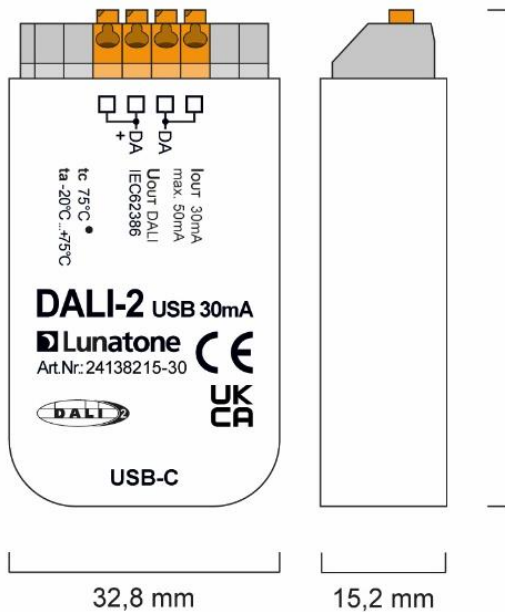 +
DA
DA
IOUT 30mA
max. 50mA
UOUT DALI
IEC62386
tc 75°C
ta -20°C...+75°C
DALI-2 USB 30mA
Lunatone
Art.Nr.: 24138215-30
CE
DALI 2
UK
CA
USB-C
32,8 mm
15,2 mm